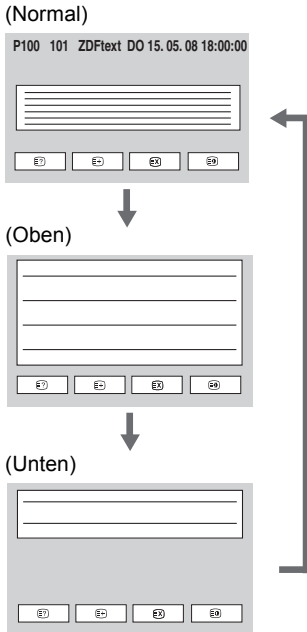 (Normal)
P100 101 ZDFtext DO 15. 05. 08 18:00:00
(Oben)
(Unten)